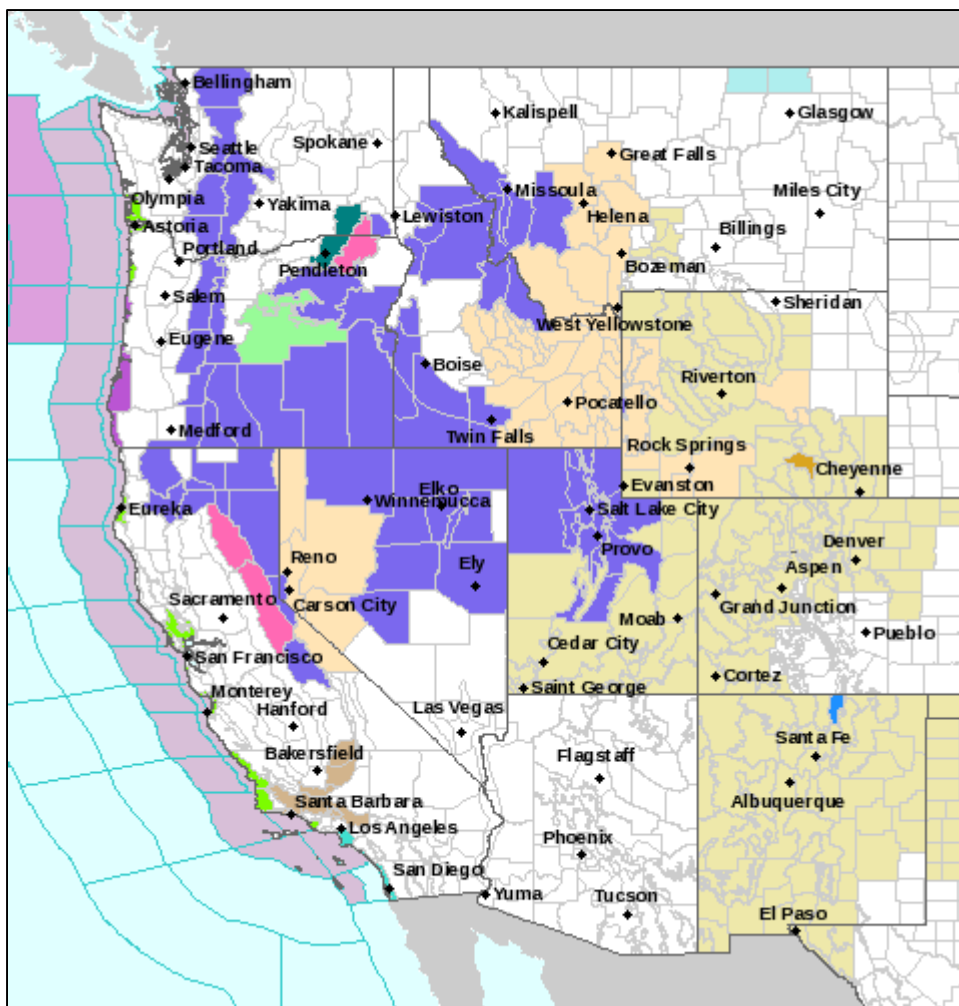 Bellingham
Kalispell
Glasgow
Seattle
Spokane
Great Falls
Tacoma
Olympia
Yakima
Missoula
Miles City
Helena
Lewiston
Astoria
Billings
Portland
Bozeman
Pendleton
Salem
Sheridan
West Yellowstone
Eugene
Boise
Riverton
Pocatello
Medford
Twin Falls
Rock Springs
Cheyenne
Elko
Evanston
Winnemucca
Eureka
Salt Lake City
Provo
Denver
Reno
Ely
Aspen
Sacramento
Carson City
Grand Junction
Moab
Pueblo
Cedar City
San Francisco
Cortez
Saint George
Monterey
Hanford
Las Vegas
Santa Fe
Bakersfield
Flagstaff
Albuquerque
Santa Barbara
Los Angeles
Phoenix
San Diego
Yuma
Tucson
El Paso